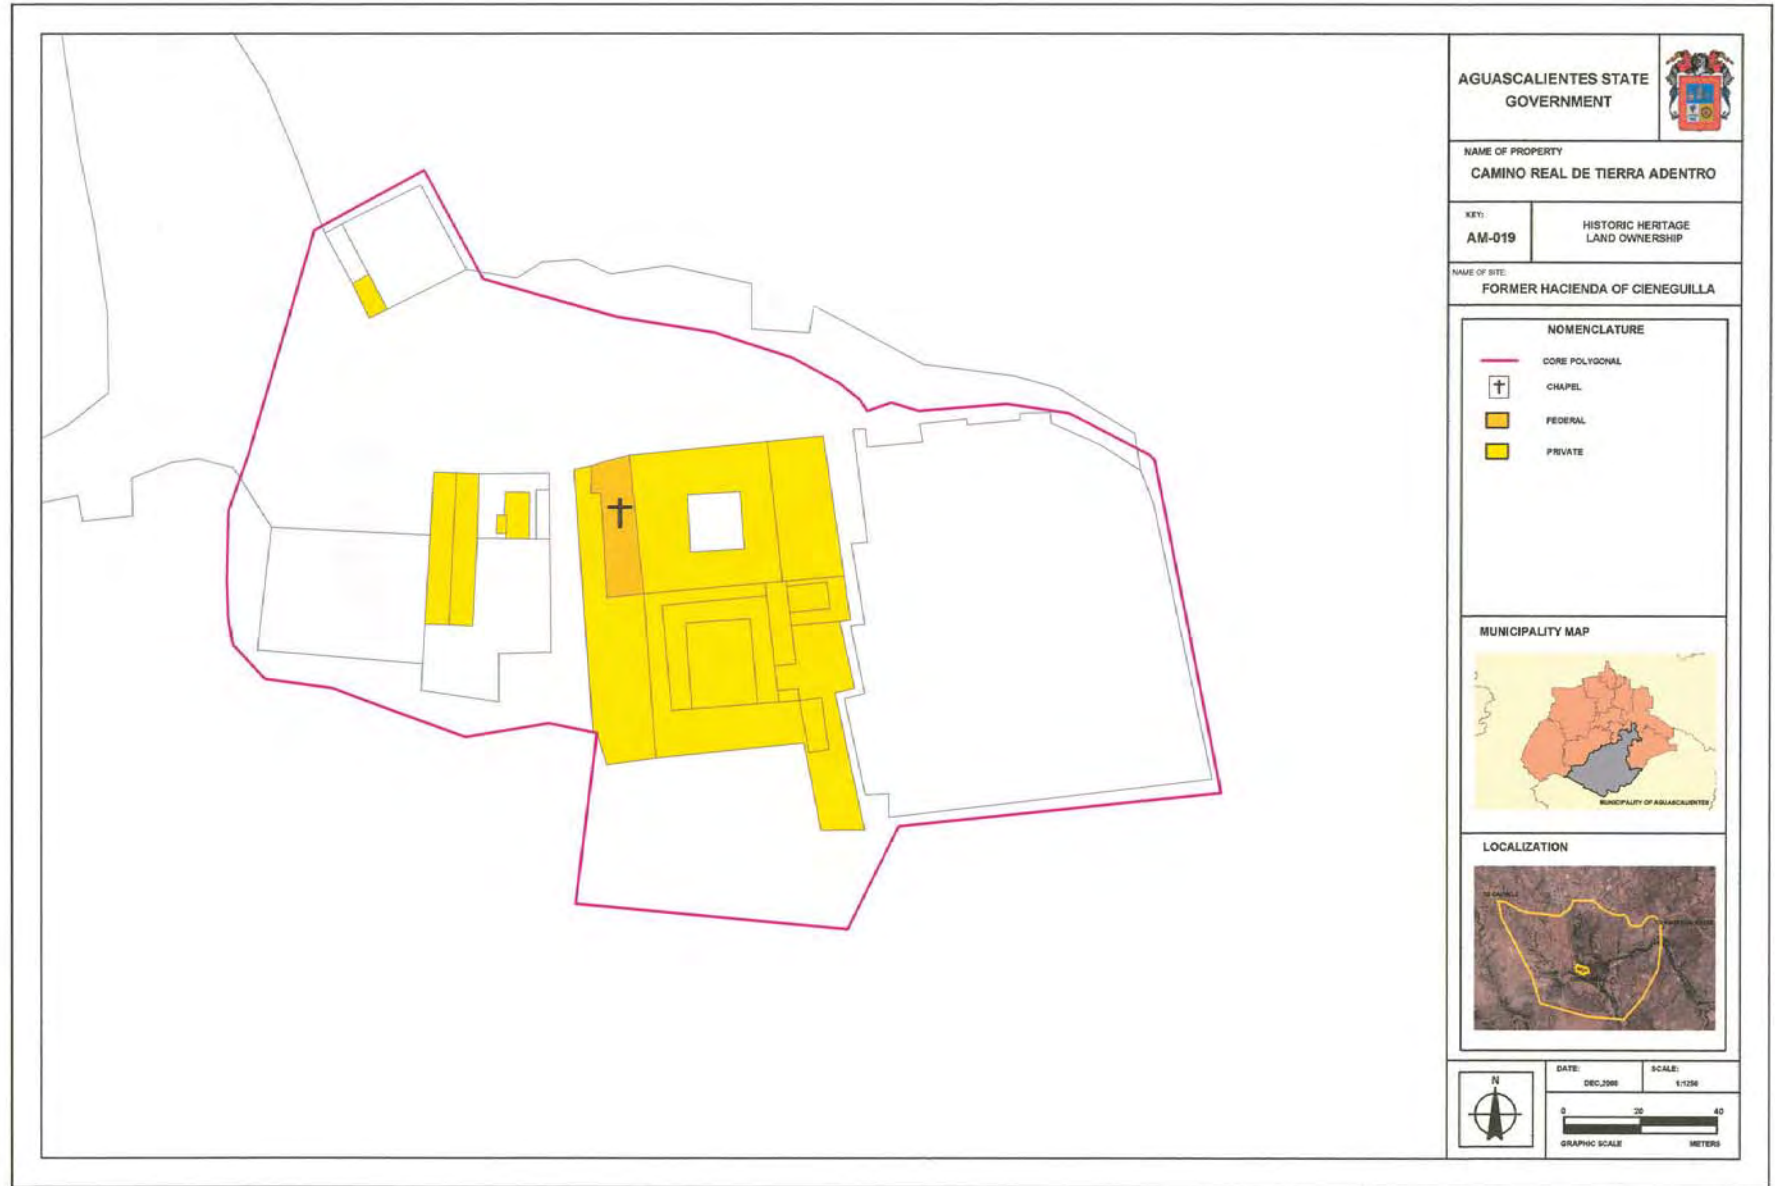 AGUASCALIENTES STATE
GOVERNMENT
NAME OF PROPERTY
CAMINO REAL DE TIERRA ADENTRO
KEY:
AM-019
HISTORIC HERITAGE
LAND OWNERSHIP
NAME OF SITE:
FORMER HACIENDA OF CIENEGUILLA
NOMENCLATURE
CORE POLYGONAL
CHAPEL
FEDERAL
PRIVATE
MUNICIPALITY MAP
MUNICIPALITY OF AGUASCALIENTES
LOCALIZATION
N
DATE:
SCALE:
1:1250
0 20 40
GRAPHIC SCALE METERS